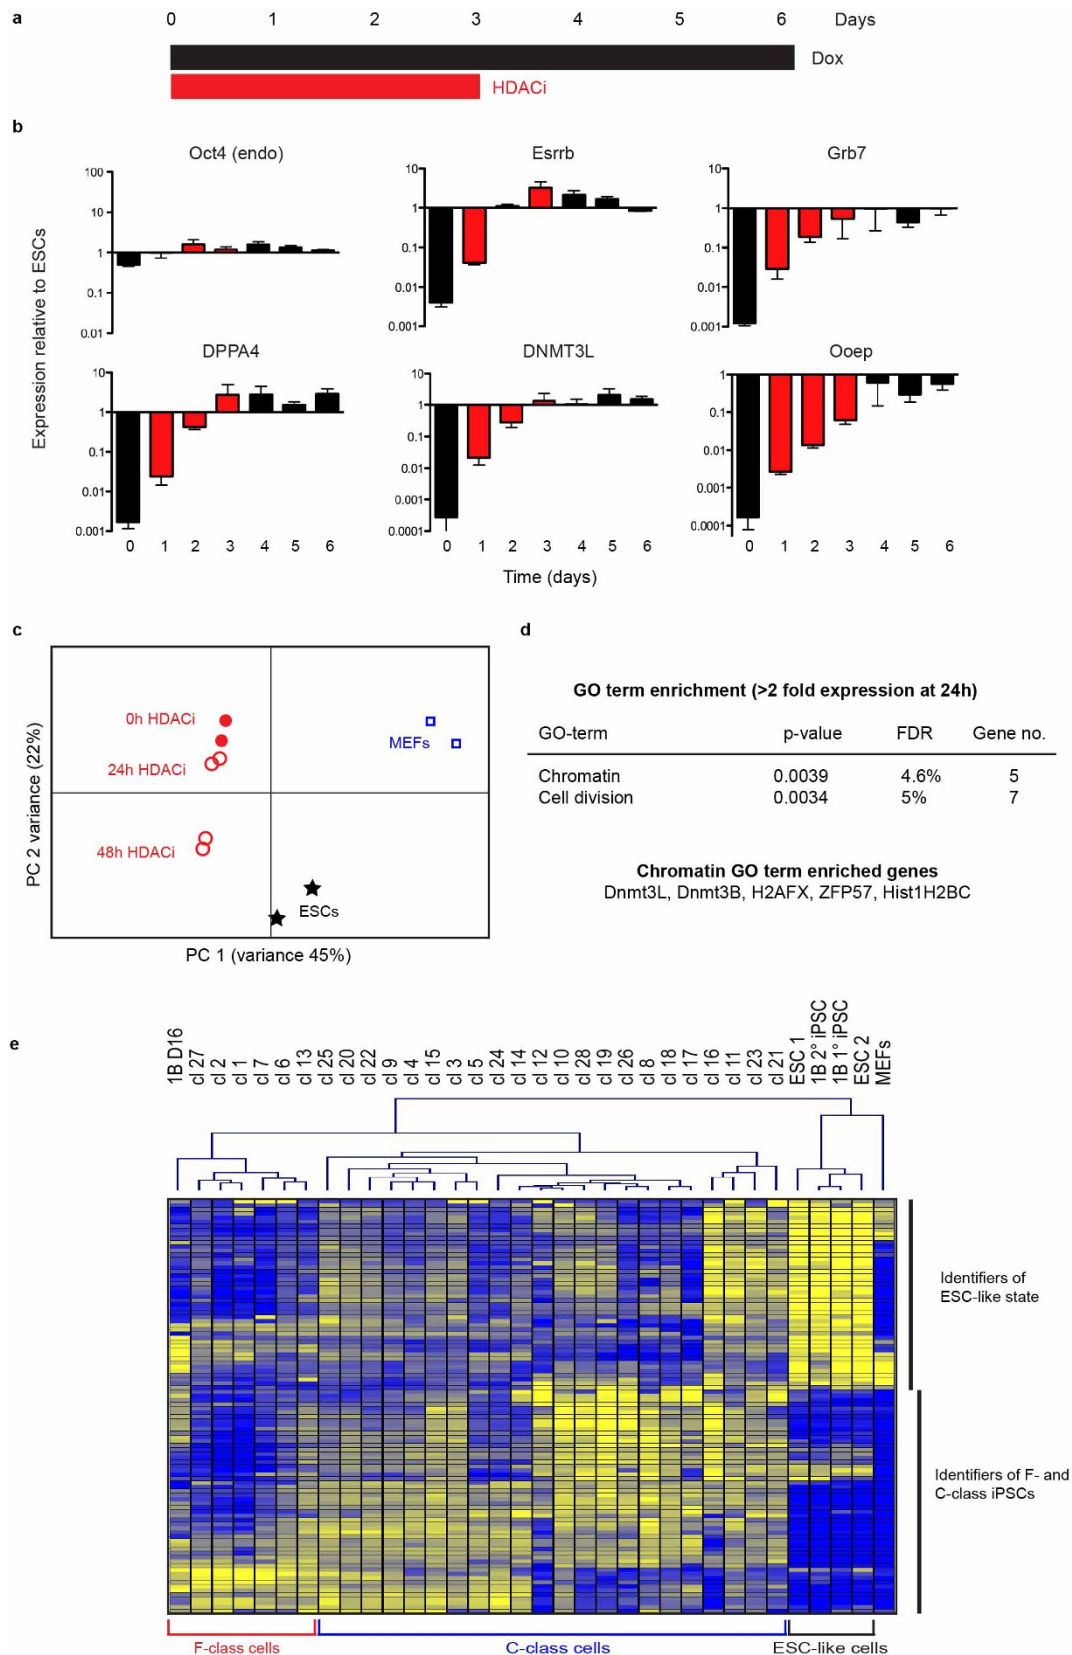 a
0 1 2 3 4 5 6 Days
Dox
HDACi
b
Expression relative to ESCs
Oct4 (endo)
100
10
1
0.1
0.01
Esrrb
10
1
0.1
0.01
0.001
Grb7
10
1
0.1
0.01
0.001
DPPA4
10
1
0.1
0.01
0.001
0 1 2 3 4 5 6
DNMT3L
10
1
0.1
0.01
0.001
0.0001
0 1 2 3 4 5 6
Ooep
1
0.1
0.01
0.001
0.0001
0 1 2 3 4 5 6
Time (days)
c
PC 2 variance (22%)
0h HDACi
24h HDACi
48h HDACi
MEFs
ESCs
PC 1 (variance 45%)
d
GO term enrichment (>2 fold expression at 24h)
GO-term p-value FDR Gene no.
Chromatin 0.0039 4.6% 5
Cell division 0.0034 5% 7
Chromatin GO term enriched genes
Dnmt3L, Dnmt3B, H2AFX, ZFP57, Hist1H2BC
e
1B D16
cl 27
cl 2
cl 1
cl 7
cl 6
cl 13
cl 25
cl 20
cl 22
cl 9
cl 4
cl 15
cl 3
cl 5
cl 24
cl 14
cl 12
cl 10
cl 28
cl 19
cl 26
cl 8
cl 18
cl 17
cl 16
cl 11
cl 23
cl 21
ESC 1
1B 2° iPSC
1B 1° iPSC
ESC 2
MEFs
Identifiers of
ESC-like state
Identifiers of F- and
C-class iPSCs
F-class cells
C-class cells
ESC-like cells